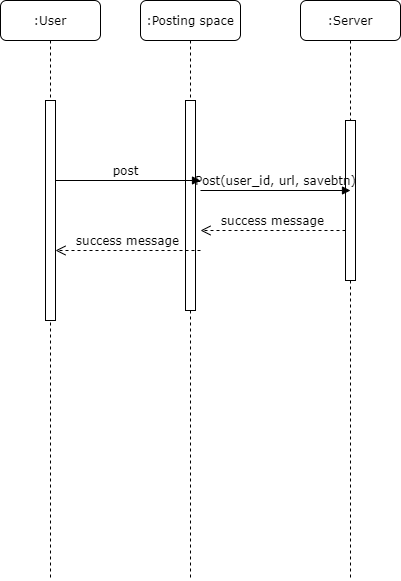 :User
:Posting space
:Server
post
Post(user_id, url, savebtn)
success message
success message